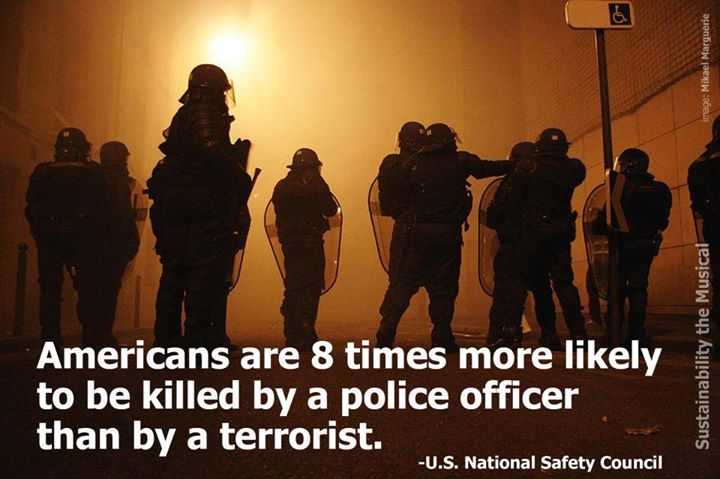 image: Mikael Marguerie
Sustainability the Musical
Americans are 8 times more likely
to be killed by a police officer
than by a terrorist.
-U.S. National Safety Council